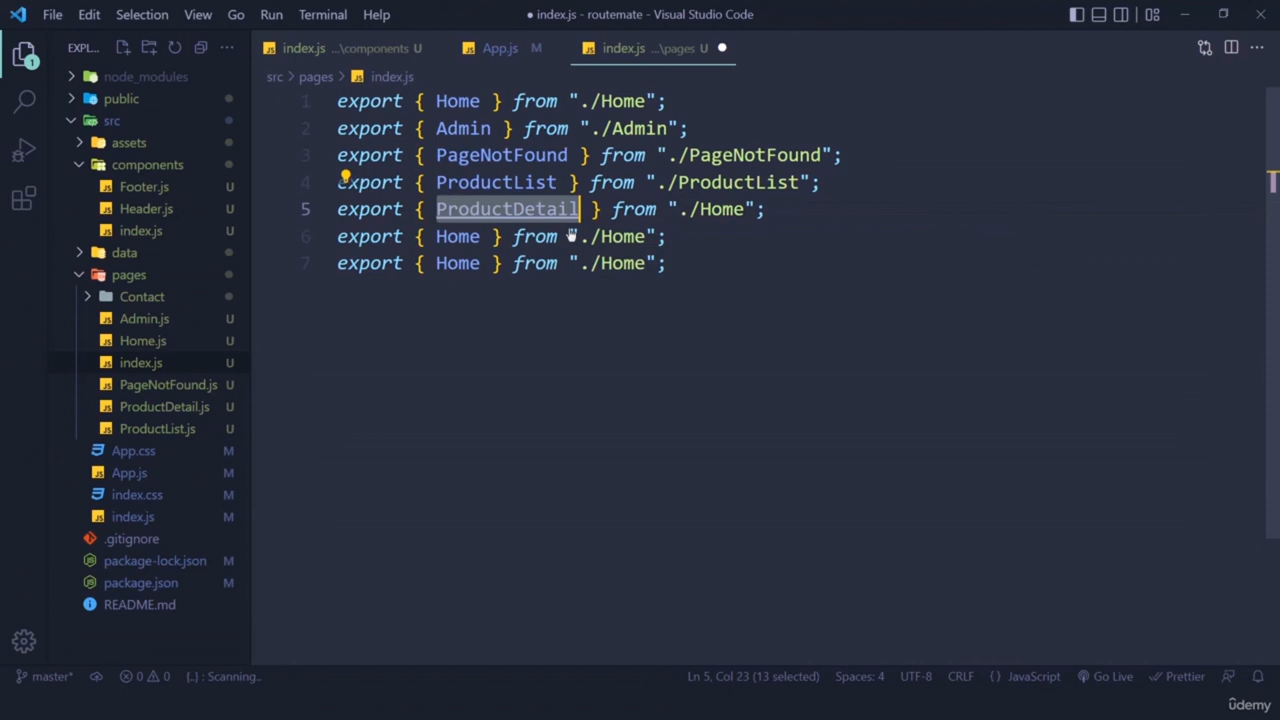 File Edit Selection View Go Run Terminal Help
index.js - routemate - Visual Studio Code
EXPL...
index.js ...\components U
App.js M
index.js ...\pages U
src > pages > index.js
node_modules
public
src
assets
components
Footer.js U
Header.js U
index.js U
data
pages
Contact
Admin.js U
Home.js U
index.js U
PageNotFound.js U
ProductDetail.js U
ProductList.js U
App.css M
App.js M
index.css M
index.js M
.gitignore
package-lock.json M
package.json M
README.md
1 export { Home } from "./Home";
2 export { Admin } from "./Admin";
3 export { PageNotFound } from "./PageNotFound";
4 export { ProductList } from "./ProductList";
5 export { ProductDetail } from "./Home";
6 export { Home } from "./Home";
7 export { Home } from "./Home";
master* 0 0 {..} : Scanning.. Ln 5, Col 23 (13 selected) Spaces: 4 UTF-8 CRLF {} JavaScript Go Live Prettier
1
udemy